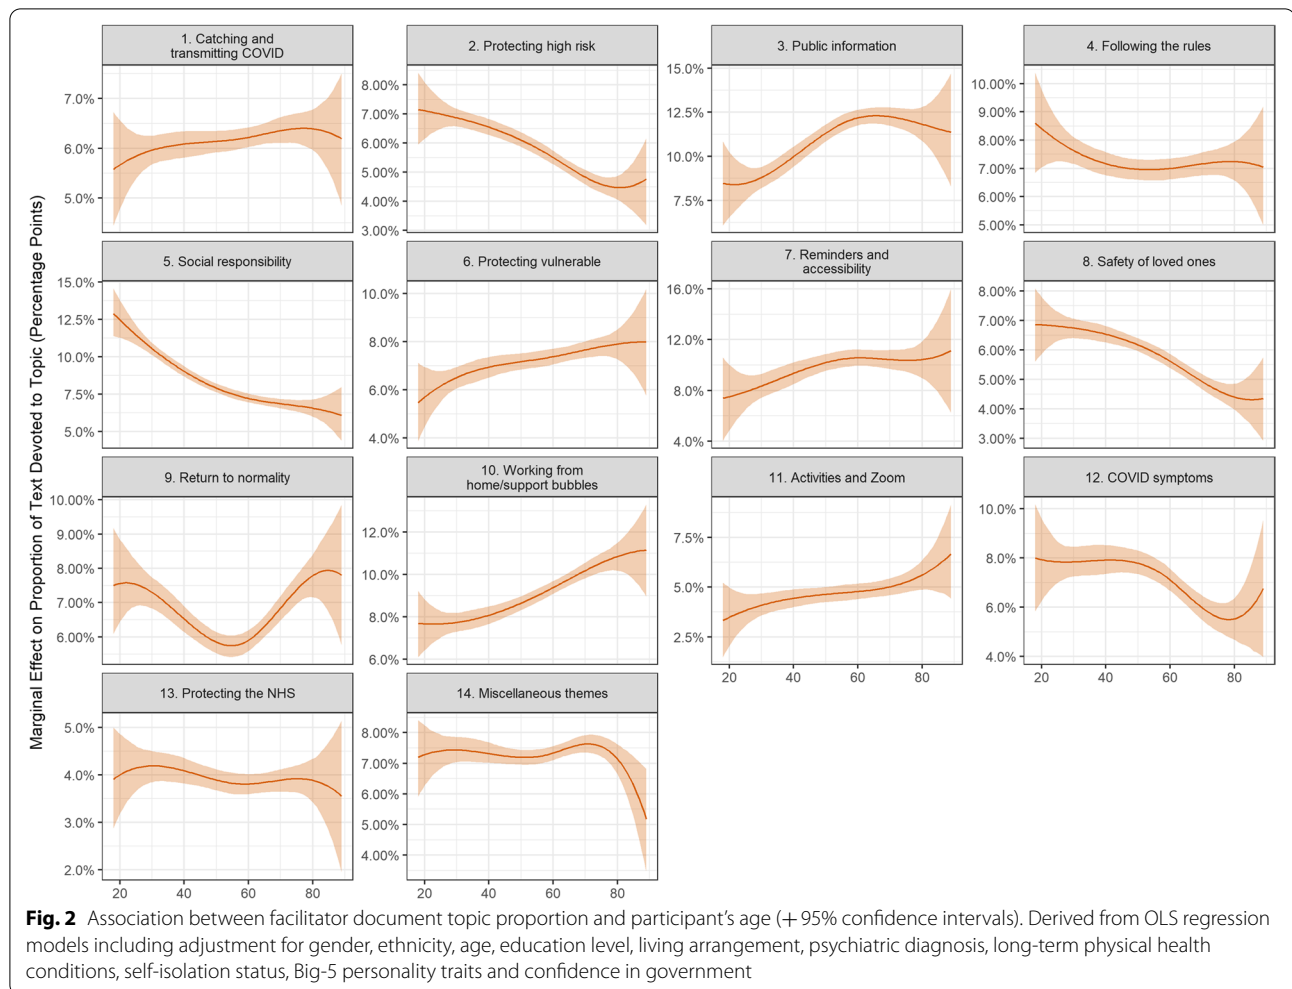 Marginal Effect on Proportion of Text Devoted to Topic (Percentage Points)
1. Catching and
transmitting COVID
7.0%
6.0%
5.0%
2. Protecting high risk
8.00%
7.00%
6.00%
5.00%
4.00%
3.00%
3. Public information
15.0%
12.5%
10.0%
7.5%
4. Following the rules
10.00%
9.00%
8.00%
7.00%
6.00%
5.00%
5. Social responsibility
15.0%
12.5%
10.0%
7.5%
5.0%
6. Protecting vulnerable
10.0%
8.0%
6.0%
4.0%
7. Reminders and
accessibility
16.0%
12.0%
8.0%
4.0%
8. Safety of loved ones
8.00%
7.00%
6.00%
5.00%
4.00%
3.00%
9. Return to normality
10.00%
9.00%
8.00%
7.00%
6.00%
10. Working from
home/support bubbles
12.0%
10.0%
8.0%
6.0%
11. Activities and Zoom
7.5%
5.0%
2.5%
20 40 60 80
12. COVID symptoms
10.0%
8.0%
6.0%
4.0%
20 40 60 80
13. Protecting the NHS
5.0%
4.0%
3.0%
2.0%
20 40 60 80
14. Miscellaneous themes
8.00%
7.00%
6.00%
5.00%
4.00%
20 40 60 80
Fig. 2 Association between facilitator document topic proportion and participant's age (+ 95% confidence intervals). Derived from OLS regression
models including adjustment for gender, ethnicity, age, education level, living arrangement, psychiatric diagnosis, long-term physical health
conditions, self-isolation status, Big-5 personality traits and confidence in government